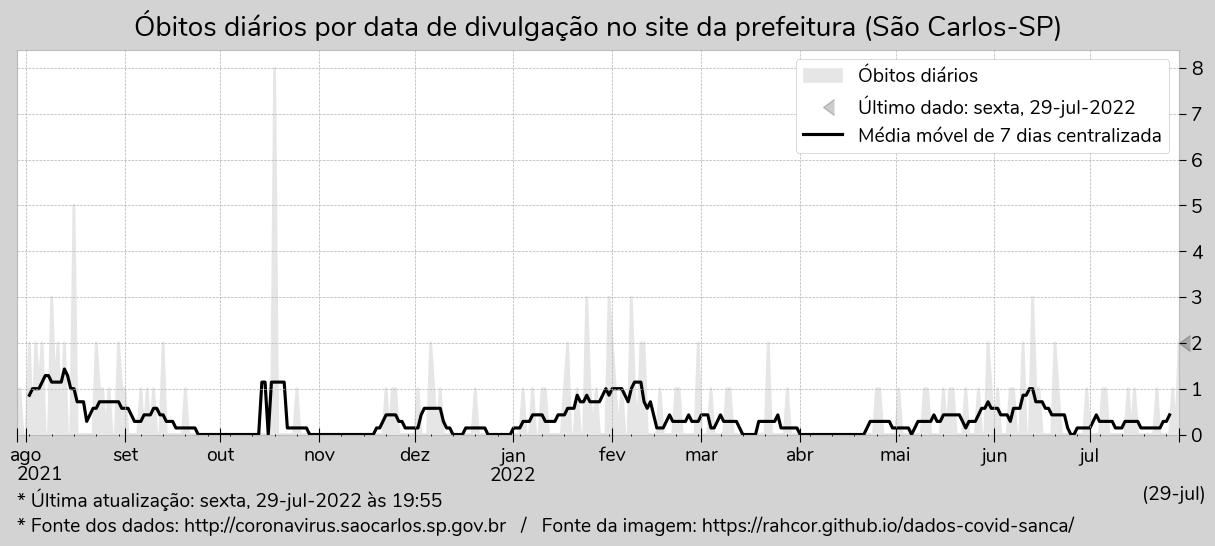 Óbitos diários por data de divulgação no site da prefeitura (São Carlos-SP)
Óbitos diários
Último dado: sexta, 29-jul-2022
Média móvel de 7 dias centralizada
8
7
6
5
4
3
2
1
0
ago set out nov dez jan fev mar abr mai jun jul
2021 2022
(29-jul)
* Última atualização: sexta, 29-jul-2022 às 19:55
* Fonte dos dados: http://coronavirus.saocarlos.sp.gov.br / Fonte da imagem: https://rahcor.github.io/dados-covid-sanca/